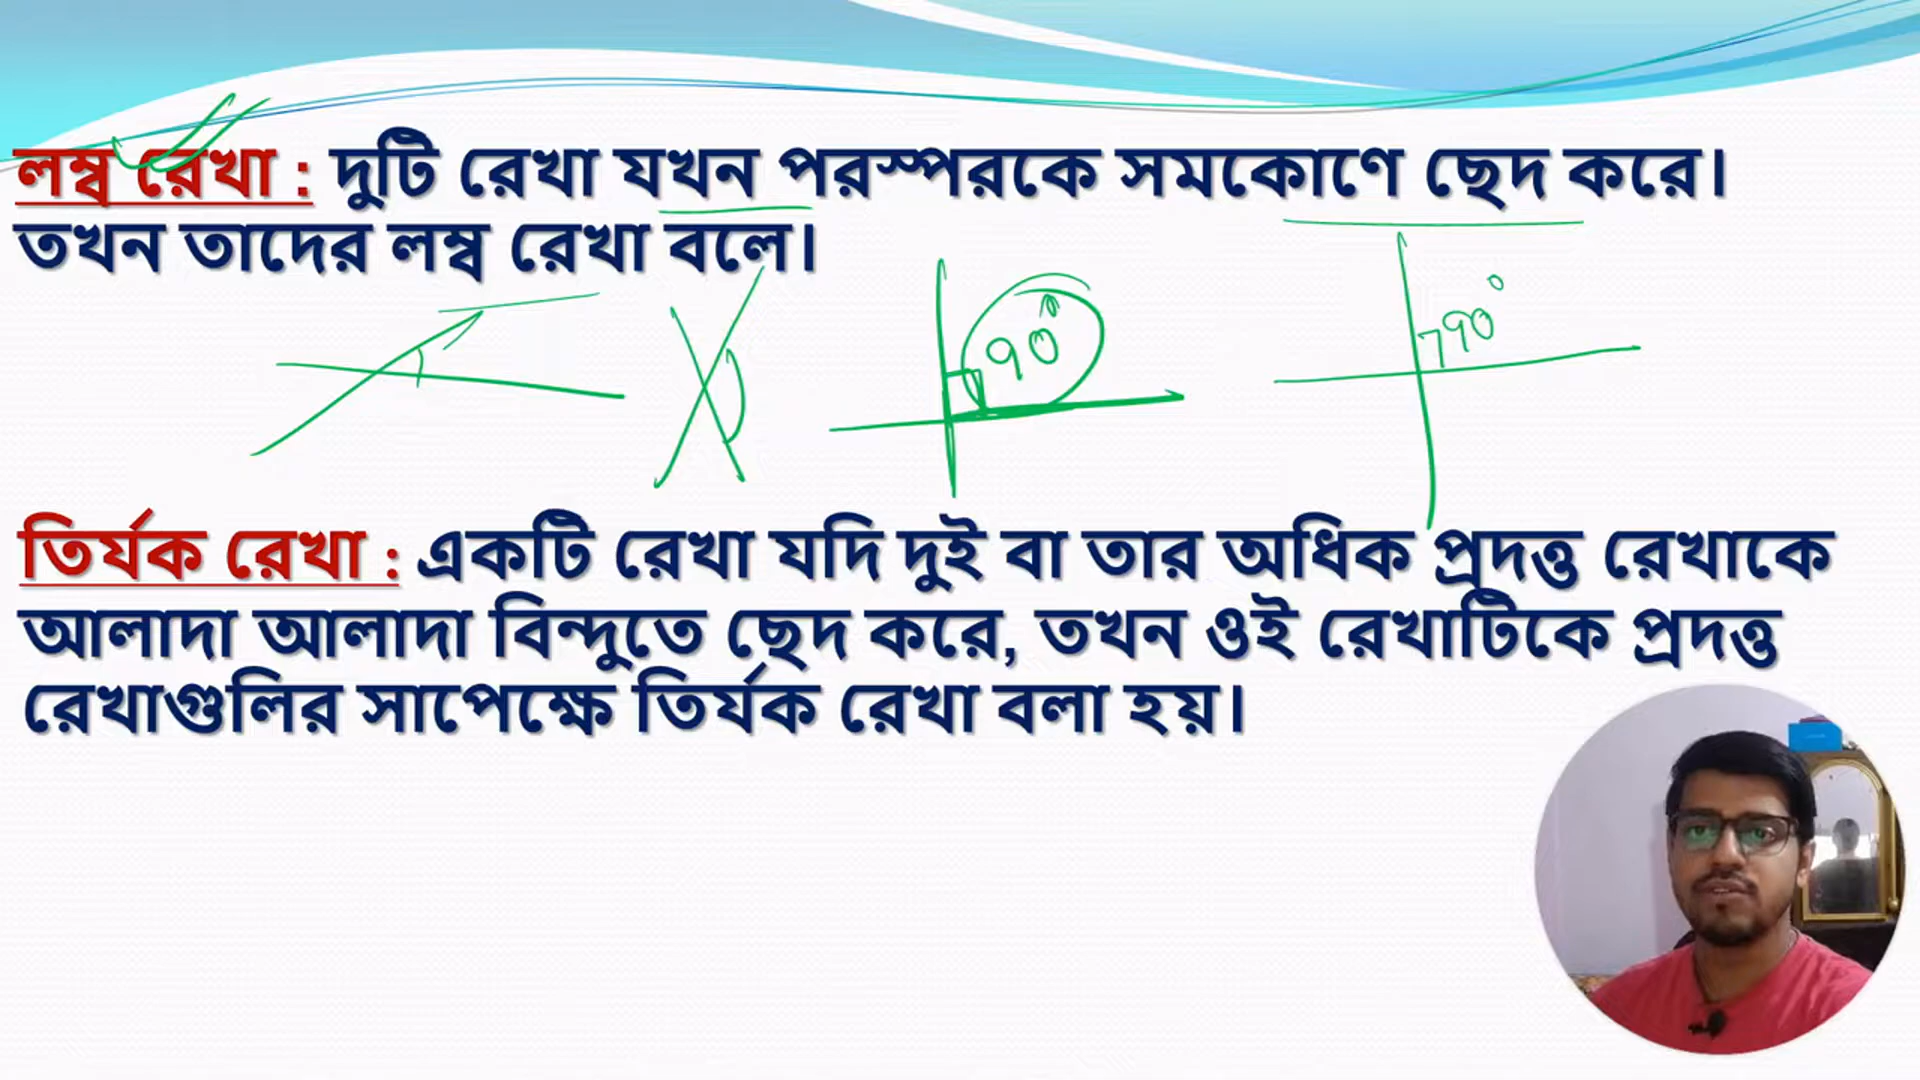 লম্ব রেখা : দুটি রেখা যখন পরস্পরকে সমকোণে ছেদ করে।
তখন তাদের লম্ব রেখা বলে।
90°
90°
তির্যক রেখা : একটি রেখা যদি দুই বা তার অধিক প্রদত্ত রেখাকে
আলাদা আলাদা বিন্দুতে ছেদ করে, তখন ওই রেখাটিকে প্রদত্ত
রেখাগুলির সাপেক্ষে তির্যক রেখা বলা হয়।